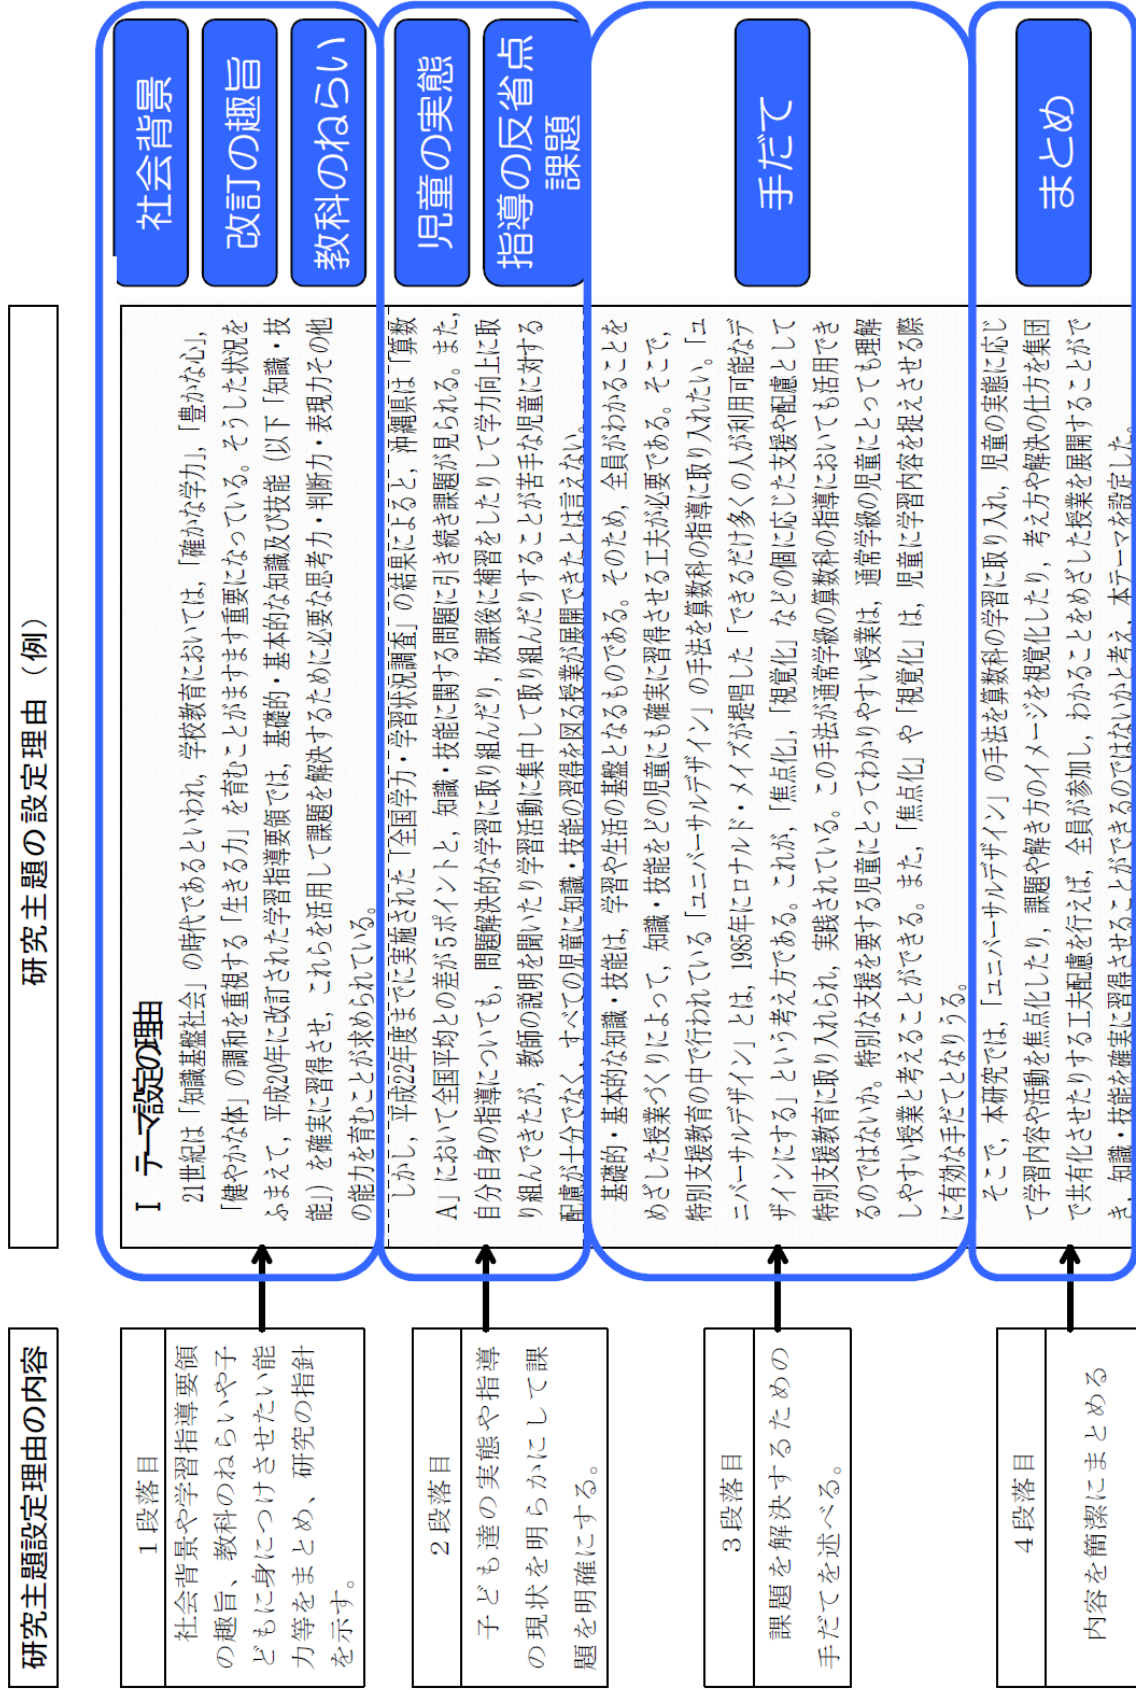 研究主題設定理由の内容
研究主題の設定理由（例）
1段落目
社会背景や学習指導要領
の趣旨、教科のねらいや子
どもに身につけさせたい能
力等をまとめ、研究の指針
を示す。
I テーマ設定の理由
21世紀は「知識基盤社会」の時代であるといわれ，学校教育においては，「確かな学力」，「豊かな心」，
「健やかな体」の調和を重視する「生きる力」を育むことがますます重要になっている。そうした状況を
ふまえて，平成20年に改訂された学習指導要領では，基礎的・基本的な知識及び技能（以下「知識・技
能」）を確実に習得させ，これらを活用して課題を解決するために必要な思考力・判断力・表現力その他
の能力を育むことが求められている。
社会背景
改訂の趣旨
教科のねらい
2段落目
子ども達の実態や指導
の現状を明らかにして課
題を明確にする。
しかし，平成22年度までに実施された「全国学力・学習状況調査」の結果によると，沖縄県は「算数
A」において全国平均との差が5ポイントと，知識・技能に関する問題に引き続き課題が見られる。また，
自分自身の指導についても，問題解決的な学習に取り組んだり，放課後に補習をしたりして学力向上に取
り組んできたが，教師の説明を聞いたり学習活動に集中して取り組んだりすることが苦手な児童に対する
配慮が十分でなく，すべての児童に知識・技能の習得を図る授業が展開できたとは言えない。
児童の実態
指導の反省点
課題
3段落目
課題を解決するための
手だてを述べる。
基礎的・基本的な知識・技能は，学習や生活の基盤となるものである。そのため，全員がわかることを
めざした授業づくりによって，知識・技能をどの児童にも確実に習得させる工夫が必要である。そこで，
特別支援教育の中で行われている「ユニバーサルデザイン」の手法を算数科の指導に取り入れたい。「ユ
ニバーサルデザイン」とは，1985年にロナルド・メイズが提唱した「できるだけ多くの人が利用可能なデ
ザインにする」という考え方である。これが，「焦点化」，「視覚化」などの個に応じた支援や配慮として
特別支援教育に取り入れられ，実践されている。この手法が通常学級の算数科の指導においても活用でき
るのではないか。特別な支援を要する児童にとってわかりやすい授業は，通常学級の児童にとっても理解
しやすい授業と考えることができる。また，「焦点化」や「視覚化」は，児童に学習内容を捉えさせる際
に有効な手だてとなりうる。
手だて
4段落目
内容を簡潔にまとめる
そこで，本研究では，「ユニバーサルデザイン」の手法を算数科の学習に取り入れ，児童の実態に応じ
て学習内容や活動を焦点化したり，課題や解き方のイメージを視覚化したり，考え方や解決の仕方を集団
で共有化させたりする工夫配慮を行えば，全員が参加し，わかることをめざした授業を展開することがで
き，知識・技能を確実に習得させることができるのではないかと考え，本テーマを設定した。
まとめ